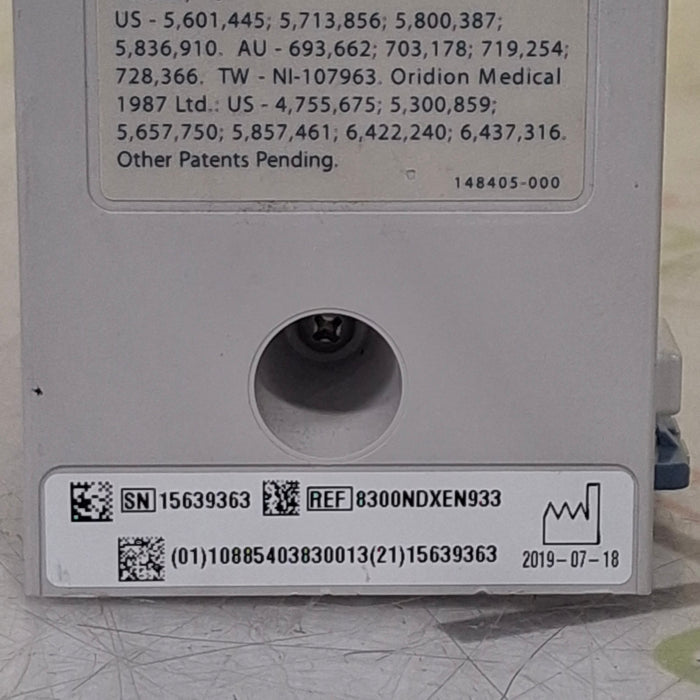 US - 5,601,445; 5,713,856; 5,800,387;
5,836,910. AU - 693,662; 703,178; 719,254;
728,366. TW - NI-107963. Oridion Medical
1987 Ltd.: US - 4,755,675; 5,300,859;
5,657,750; 5,857,461; 6,422,240; 6,437,316.
Other Patents Pending.
148405-000
SN 15639363 REF 8300NDXEN933
(01)10885403830013(21)15639363
2019-07-18